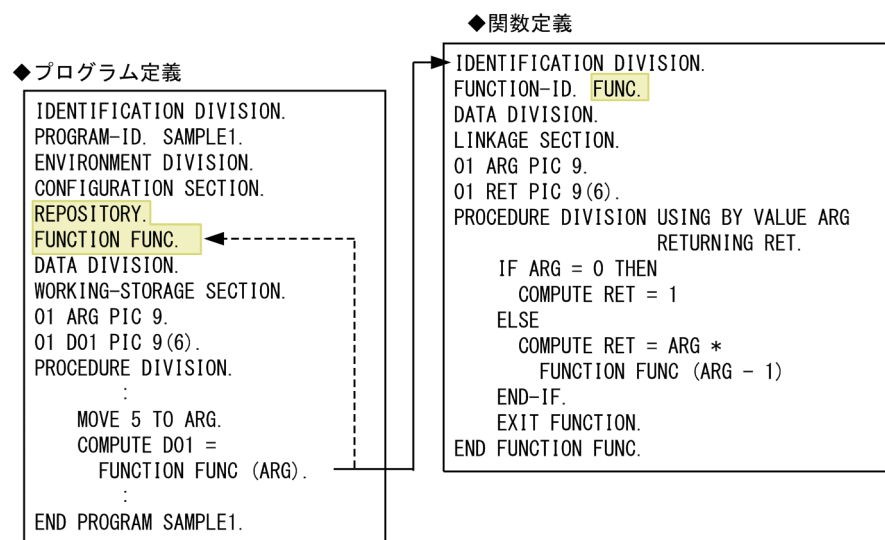 ◆プログラム定義
IDENTIFICATION DIVISION.
PROGRAM-ID. SAMPLE1.
ENVIRONMENT DIVISION.
CONFIGURATION SECTION.
REPOSITORY.
FUNCTION FUNC.
DATA DIVISION.
WORKING-STORAGE SECTION.
01 ARG PIC 9.
01 DO1 PIC 9(6).
PROCEDURE DIVISION.
:
MOVE 5 TO ARG.
COMPUTE DO1 =
FUNCTION FUNC (ARG).
:
END PROGRAM SAMPLE1.
◆関数定義
IDENTIFICATION DIVISION.
FUNCTION-ID. FUNC.
DATA DIVISION.
LINKAGE SECTION.
01 ARG PIC 9.
01 RET PIC 9(6).
PROCEDURE DIVISION USING BY VALUE ARG
RETURNING RET.
IF ARG = 0 THEN
COMPUTE RET = 1
ELSE
COMPUTE RET = ARG *
FUNCTION FUNC (ARG - 1)
END-IF.
EXIT FUNCTION.
END FUNCTION FUNC.